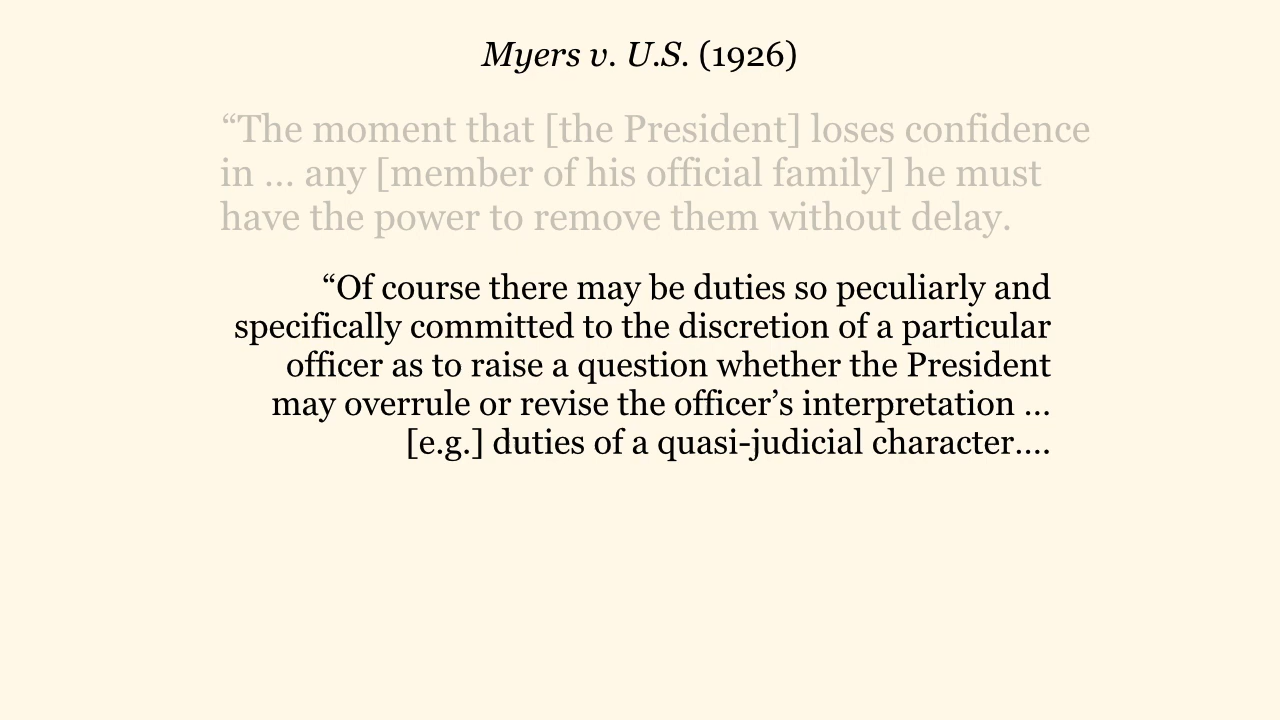 Myers v. U.S. (1926)
“The moment that [the President] loses confidence
in … any [member of his official family] he must
have the power to remove them without delay.
“Of course there may be duties so peculiarly and
specifically committed to the discretion of a particular
officer as to raise a question whether the President
may overrule or revise the officer’s interpretation …
[e.g.] duties of a quasi-judicial character….